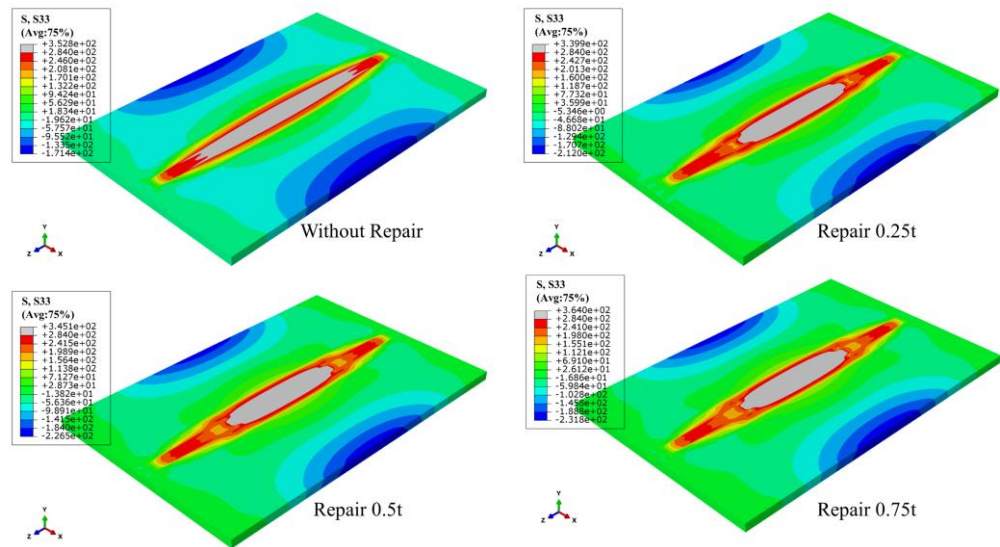 S, S33
(Avg:75%)
+3.528e+02
+2.840e+02
+2.460e+02
+2.081e+02
+1.701e+02
+1.322e+02
+9.424e+01
+5.629e+01
+1.834e+01
-1.962e+01
-5.757e+01
-9.552e+01
-1.335e+02
-1.714e+02
Y
Z
X
Without Repair
S, S33
(Avg:75%)
+3.399e+02
+2.840e+02
+2.427e+02
+2.013e+02
+1.600e+02
+1.187e+02
+7.732e+01
+3.599e+01
-5.346e+00
-4.668e+01
-8.802e+01
-1.294e+02
-1.707e+02
-2.120e+02
Y
Z
X
Repair 0.25t
S, S33
(Avg:75%)
+3.451e+02
+2.840e+02
+2.415e+02
+1.989e+02
+1.564e+02
+1.138e+02
+7.127e+01
+2.873e+01
-1.382e+01
-5.636e+01
-9.891e+01
-1.415e+02
-1.840e+02
-2.265e+02
Y
Z
X
Repair 0.5t
S, S33
(Avg:75%)
+3.640e+02
+2.840e+02
+2.410e+02
+1.980e+02
+1.551e+02
+1.121e+02
+6.910e+01
+2.612e+01
-1.686e+01
-5.984e+01
-1.028e+02
-1.458e+02
-1.888e+02
-2.318e+02
Y
Z
X
Repair 0.75t